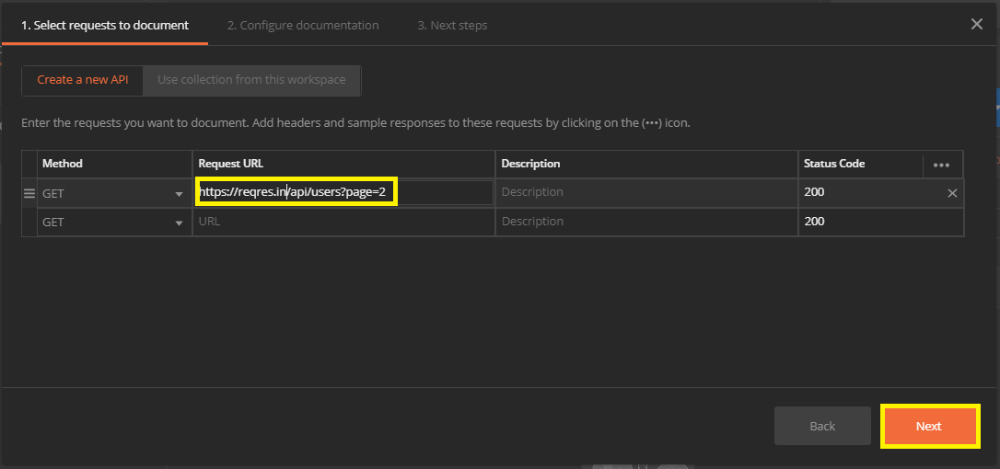 1. Select requests to document 2. Configure documentation 3. Next steps
Create a new API Use collection from this workspace
Enter the requests you want to document. Add headers and sample responses to these requests by clicking on the (•••) icon.
Method Request URL Description Status Code •••
GET https://reqres.in/api/users?page=2 Description 200
GET URL Description 200
Back Next